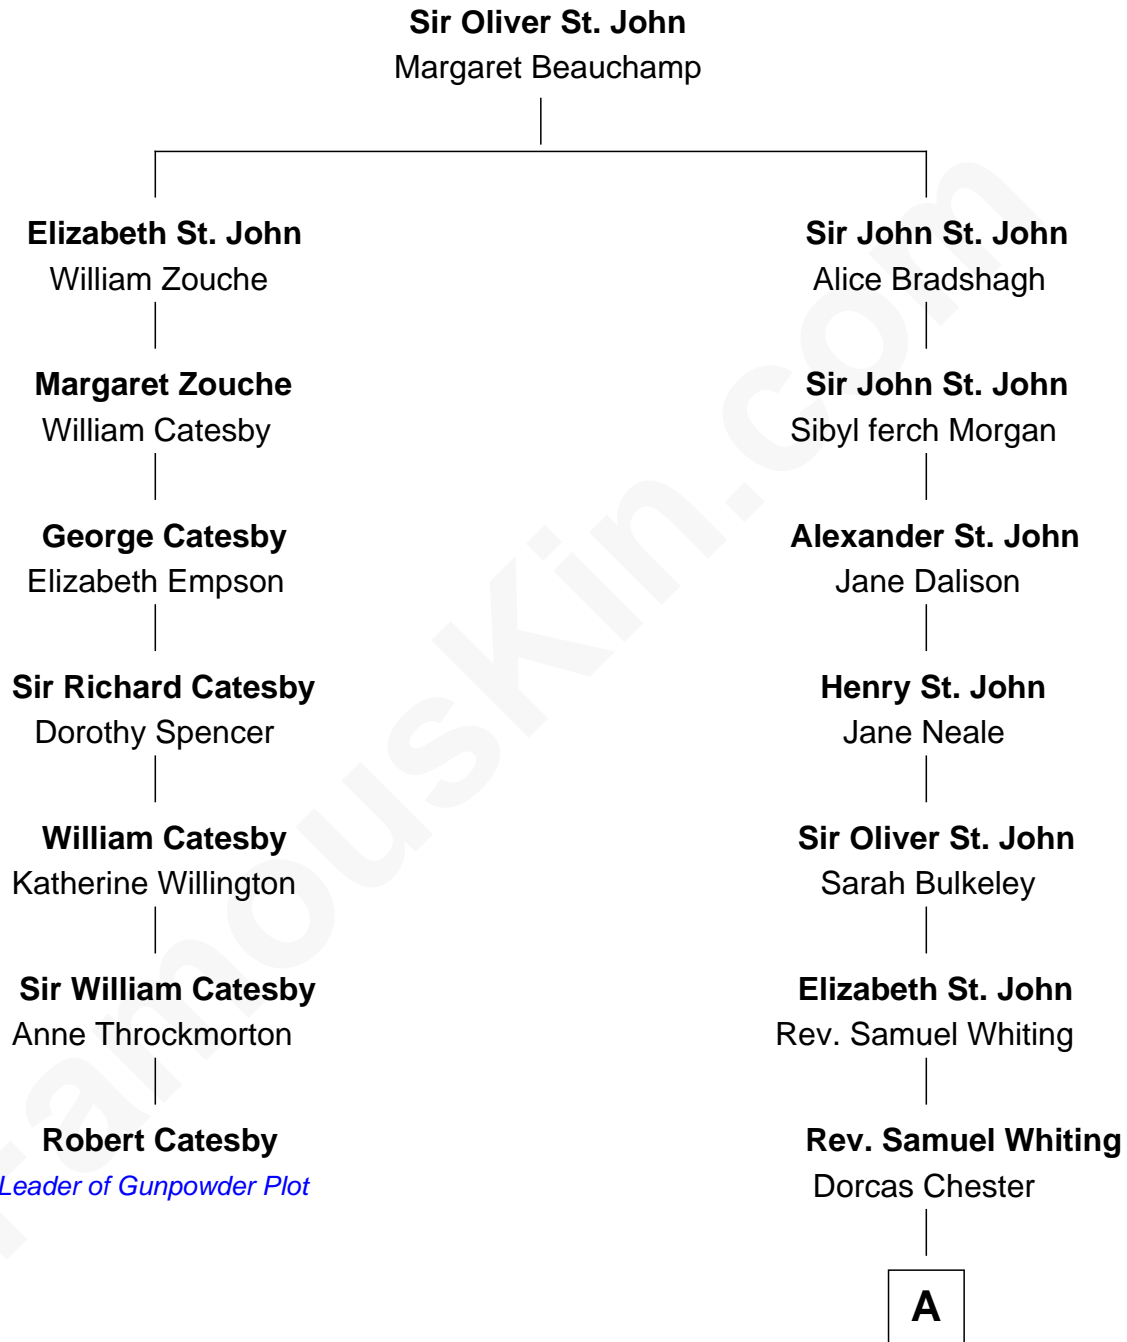 Sir Oliver St. John
Margaret Beauchamp
Elizabeth St. John
William Zouche
Sir John St. John
Alice Bradshagh
Margaret Zouche
William Catesby
Sir John St. John
Sibyl ferch Morgan
George Catesby
Elizabeth Empson
Alexander St. John
Jane Dalison
Sir Richard Catesby
Dorothy Spencer
Henry St. John
Jane Neale
William Catesby
Katherine Willington
Sir Oliver St. John
Sarah Bulkeley
Sir William Catesby
Anne Throckmorton
Elizabeth St. John
Rev. Samuel Whiting
Robert Catesby
Leader of Gunpowder Plot
Rev. Samuel Whiting
Dorcas Chester
A
FamousKin.com